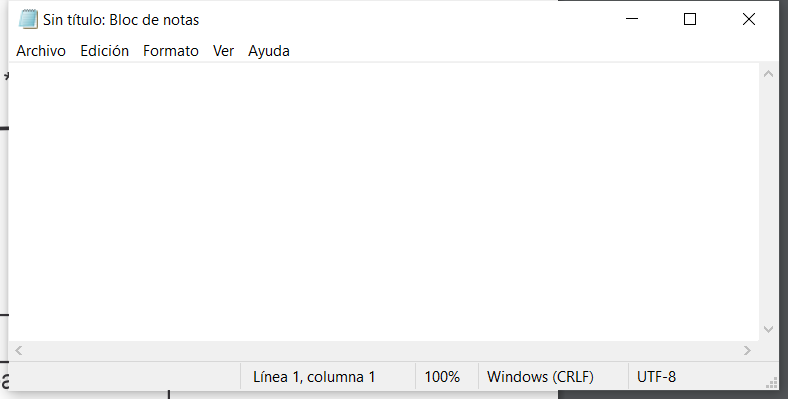 Sin título: Bloc de notas
Archivo Edición Formato Ver Ayuda
*
Línea 1, columna 1 100% Windows (CRLF) UTF-8